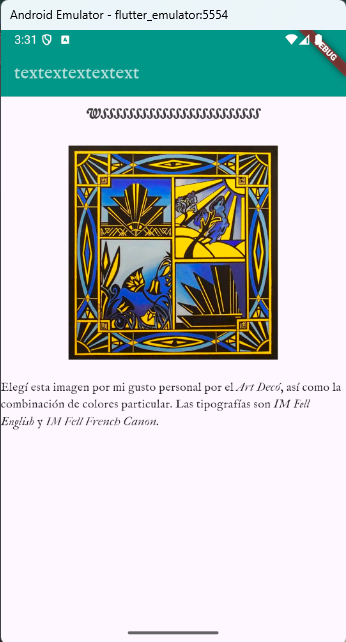 Android Emulator - flutter_emulator:5554
3:31
DEBUG
textextextextext
Wssssssssssssssssssssssss
Elegí esta imagen por mi gusto personal por el Art Decó, así como la
combinación de colores particular. Las tipografías son IM Fell
English y IM Fell French Canon.